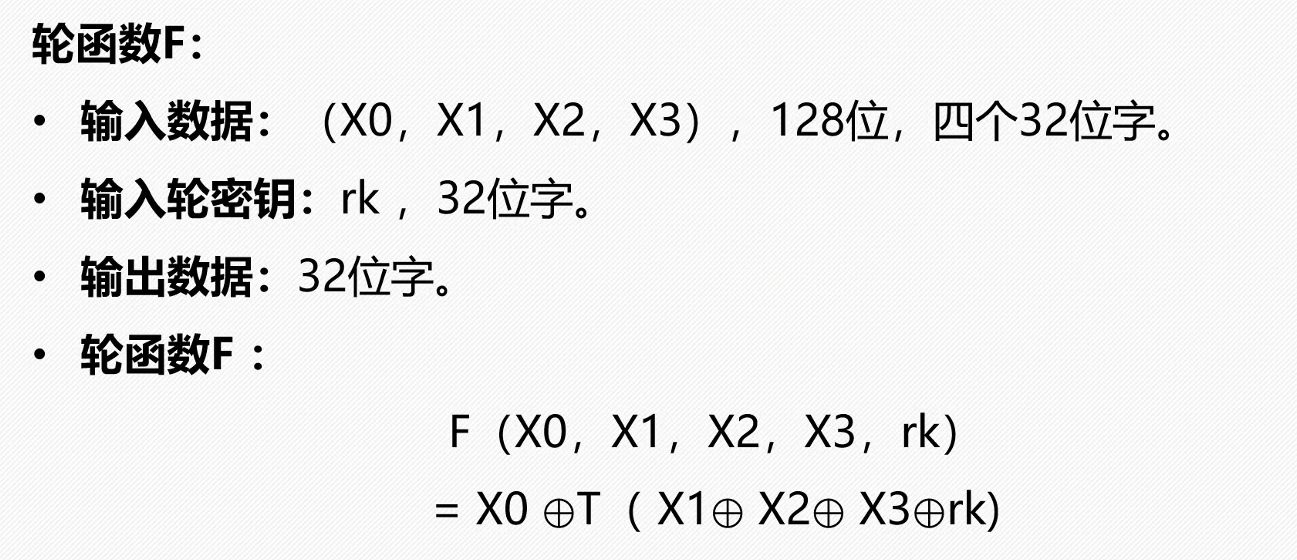 轮函数F：
• 输入数据：（X0，X1，X2，X3），128位，四个32位字。
• 输入轮密钥：rk ，32位字。
• 输出数据：32位字。
• 轮函数F ：
F（X0，X1，X2，X3，rk）
= X0 ⊕T（ X1⊕ X2⊕ X3⊕rk)